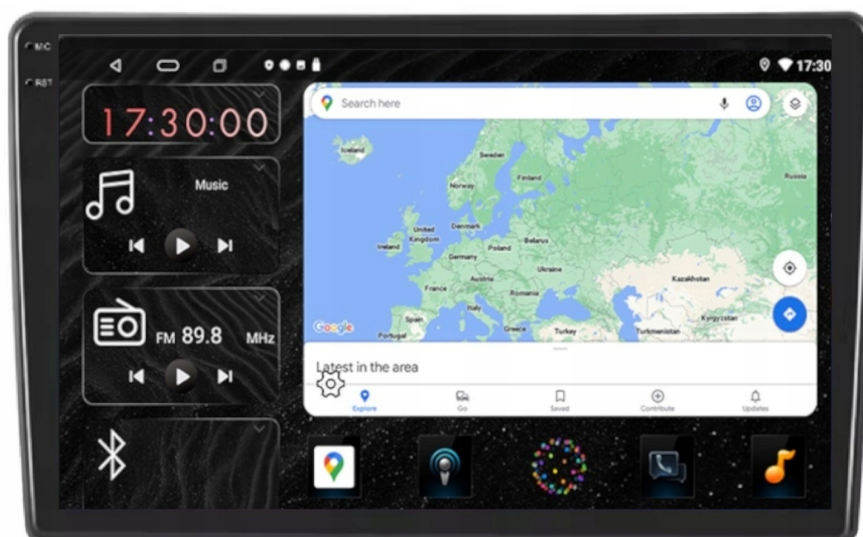 MIC
RST
17:30
17:30:00
Music
FM 89.8 MHz
Search here
Iceland
Sweden
Finland
Norway
Russia
United
Kingdom
Denmark
Ireland
Poland
Belarus
Germany
Ukraine
Kazakhstan
Austria
France
Romania
Italy
Spain
Portugal
Greece
Turkey
Turkmenistan
Kyrgyzstan
Google
Latest in the area
Explore
Go
Saved
Contribute
Updates